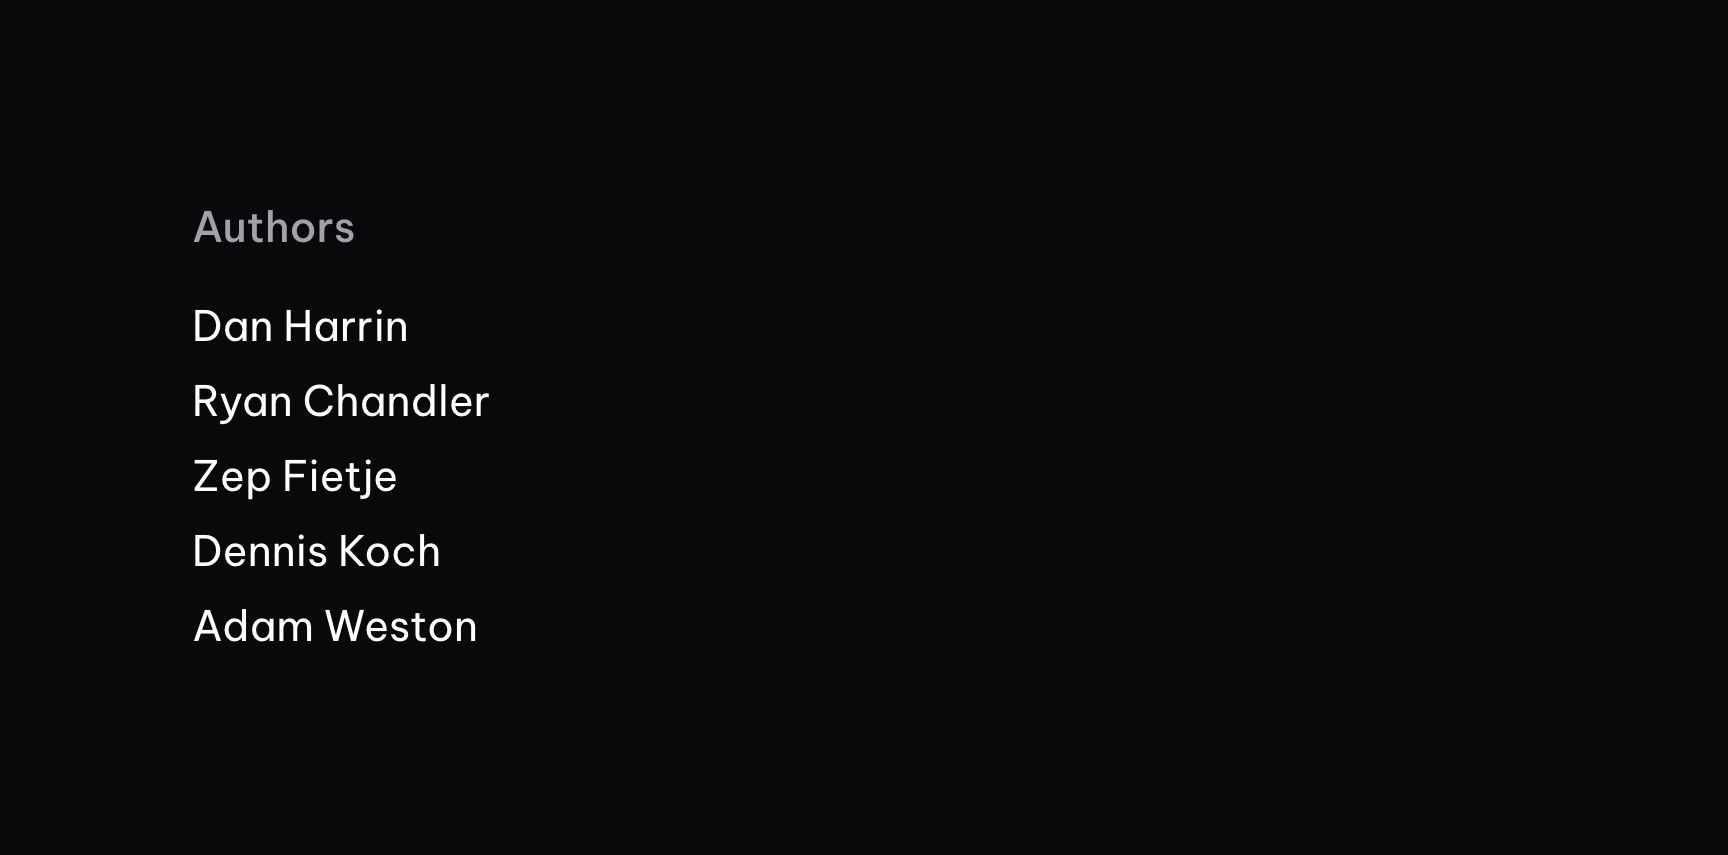 Authors
Dan Harrin
Ryan Chandler
Zep Fietje
Dennis Koch
Adam Weston